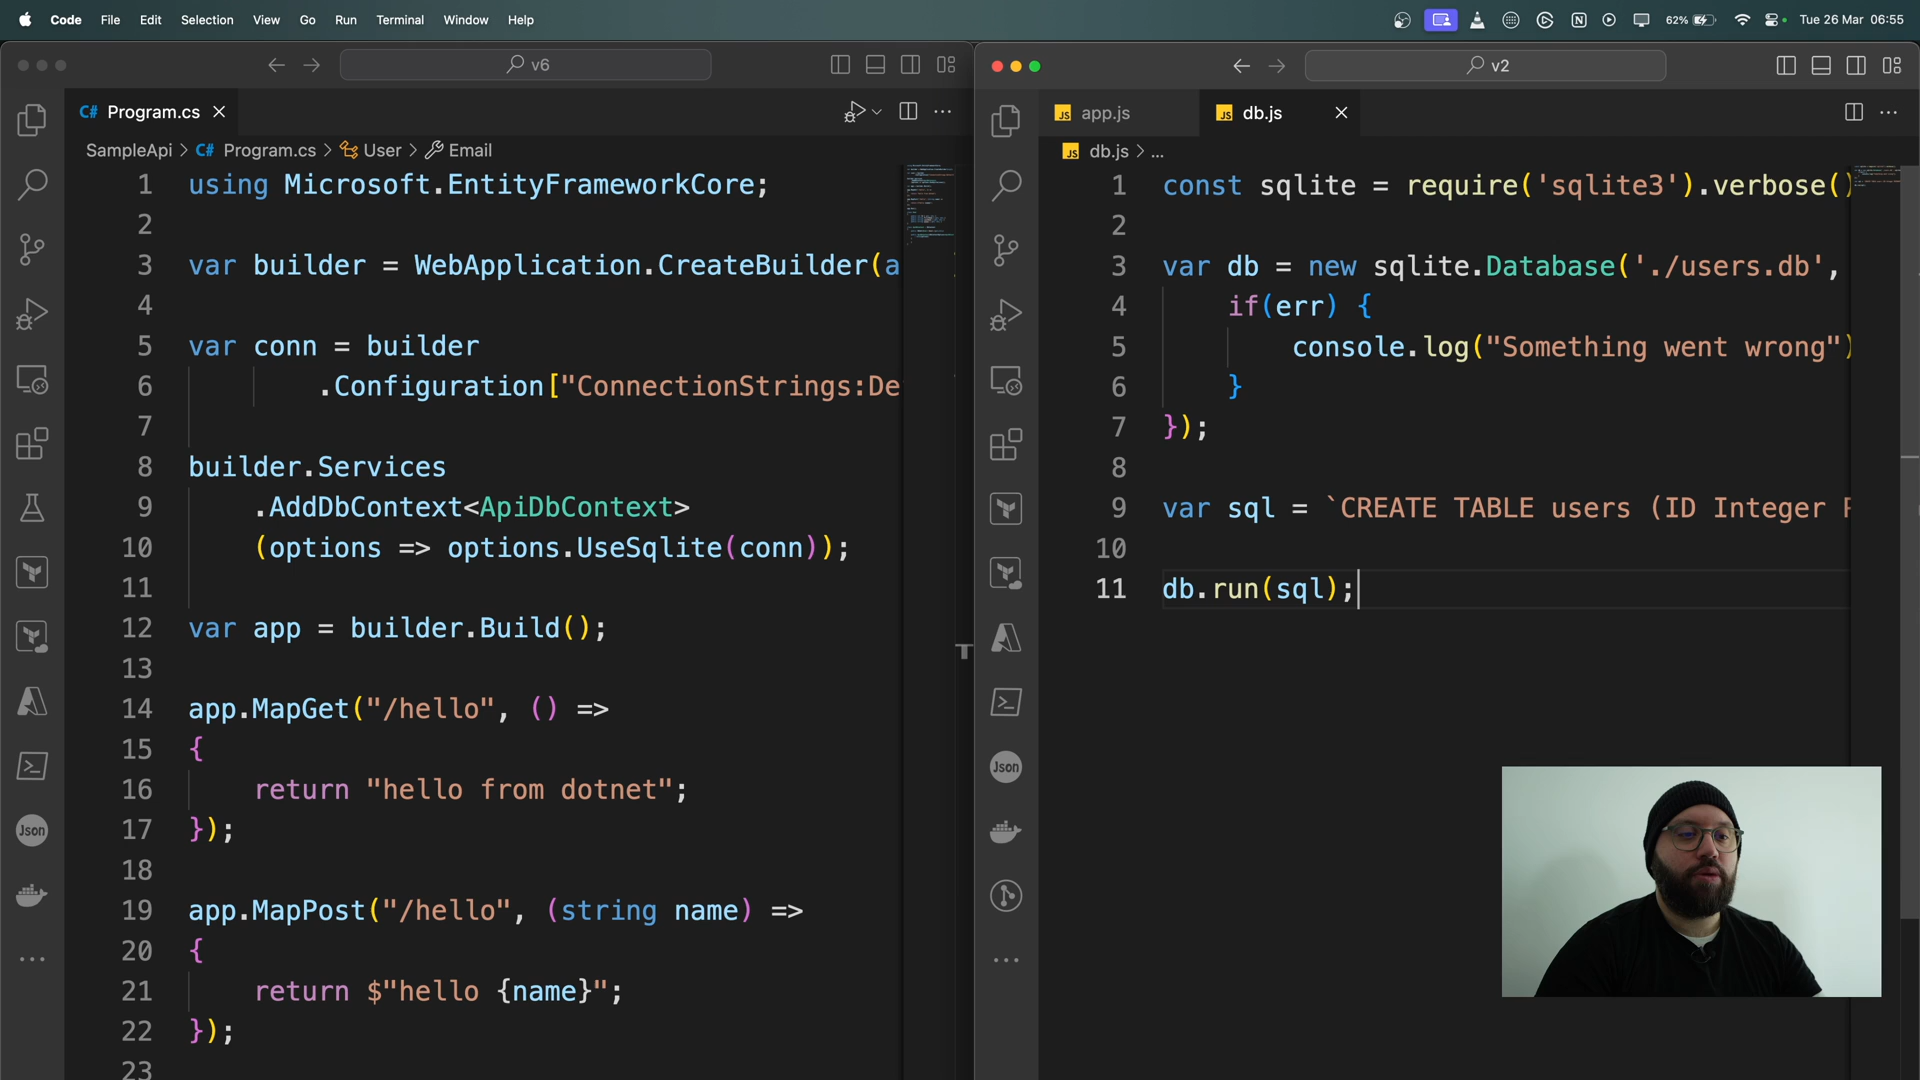 Code File Edit Selection View Go Run Terminal Window Help
62% Tue 26 Mar 06:55
v6
C# Program.cs
SampleApi > C# Program.cs > User > Email
1 using Microsoft.EntityFrameworkCore;
2
3 var builder = WebApplication.CreateBuilder(a
4
5 var conn = builder
6 .Configuration["ConnectionStrings:De
7
8 builder.Services
9 .AddDbContext<ApiDbContext>
10 (options => options.UseSqlite(conn));
11
12 var app = builder.Build();
13
14 app.MapGet("/hello", () =>
15 {
16 return "hello from dotnet";
17 });
18
19 app.MapPost("/hello", (string name) =>
20 {
21 return $"hello {name}";
22 });
23
Json
v2
JS app.js
JS db.js
JS db.js > ...
1 const sqlite = require('sqlite3').verbose()
2
3 var db = new sqlite.Database('./users.db',
4 if(err) {
5 console.log("Something went wrong")
6 }
7 });
8
9 var sql = `CREATE TABLE users (ID Integer P
10
11 db.run(sql);
Json